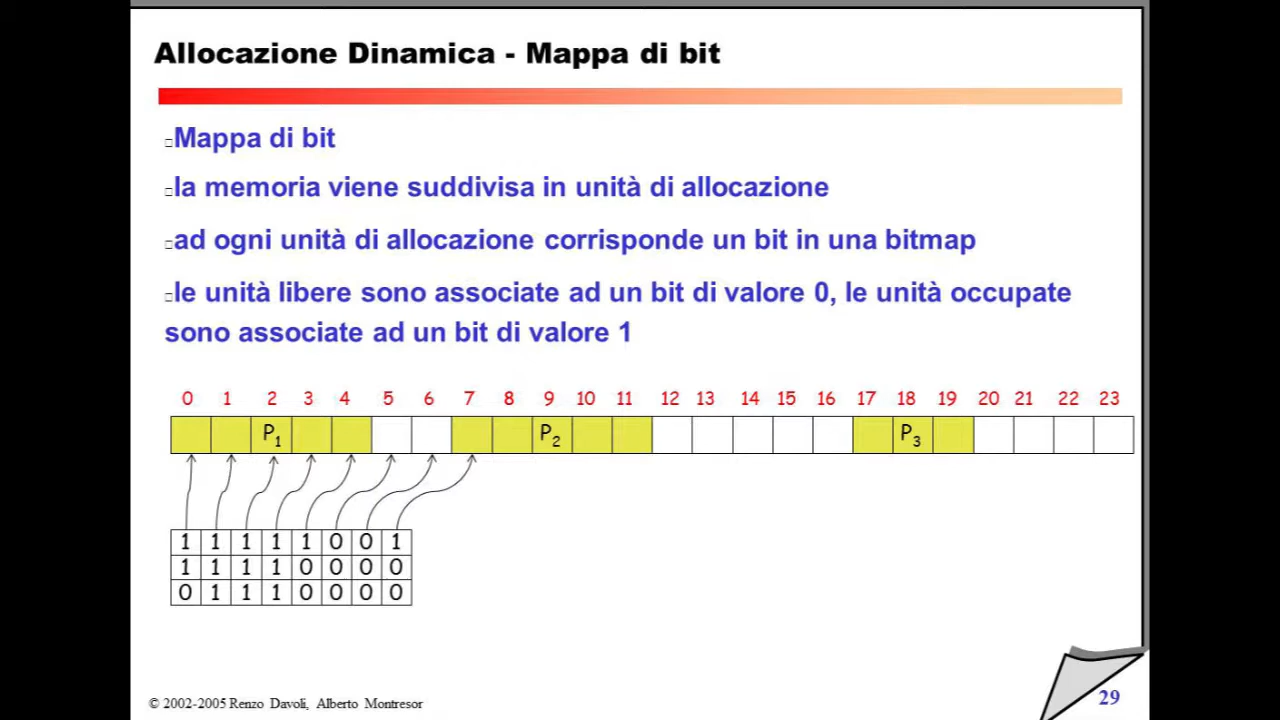 Allocazione Dinamica - Mappa di bit
Mappa di bit
la memoria viene suddivisa in unità di allocazione
ad ogni unità di allocazione corrisponde un bit in una bitmap
le unità libere sono associate ad un bit di valore 0, le unità occupate
sono associate ad un bit di valore 1
0 1 2 3 4 5 6 7 8 9 10 11 12 13 14 15 16 17 18 19 20 21 22 23
P1 P2 P3
1 1 1 1 1 0 0 1
1 1 1 1 0 0 0 0
0 1 1 1 0 0 0 0
© 2002-2005 Renzo Davoli, Alberto Montresor
29